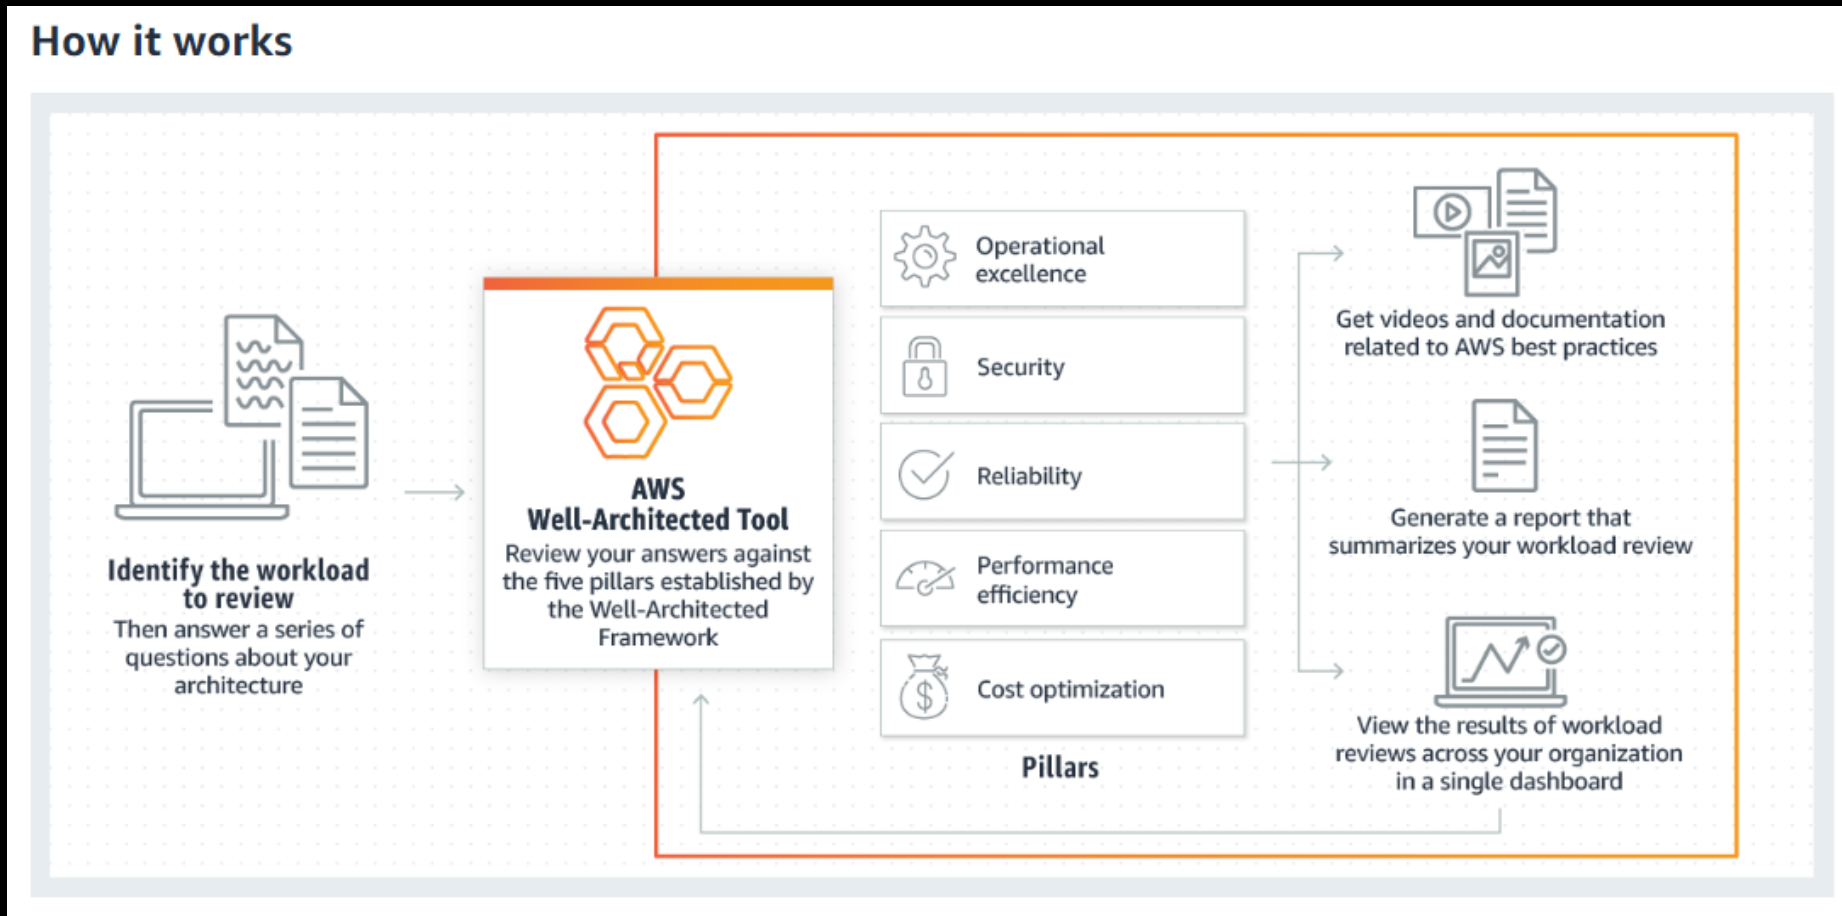 How it works
Identify the workload
to review
Then answer a series of
questions about your
architecture
AWS
Well-Architected Tool
Review your answers against
the five pillars established by
the Well-Architected
Framework
Operational
excellence
Security
Reliability
Performance
efficiency
$
Cost optimization
Pillars
Get videos and documentation
related to AWS best practices
Generate a report that
summarizes your workload review
View the results of workload
reviews across your organization
in a single dashboard